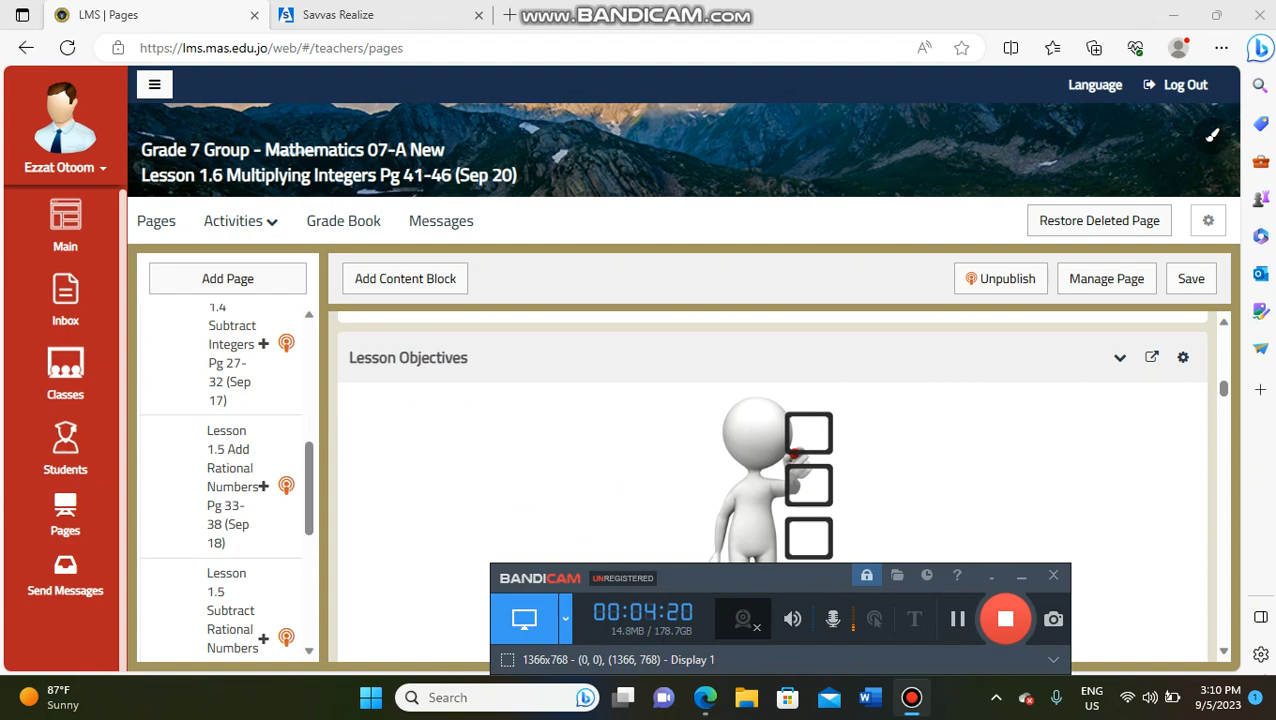 LMS | Pages
Savvas Realize
www.BANDICAM.com
https://lms.mas.edu.jo/web/#/teachers/pages
Language
Log Out
Ezzat Otoom
Grade 7 Group - Mathematics 07-A New
Lesson 1.6 Multiplying Integers Pg 41-46 (Sep 20)
Main
Inbox
Classes
Students
Pages
Send Messages
Pages
Activities
Grade Book
Messages
Restore Deleted Page
Add Page
Add Content Block
Unpublish
Manage Page
Save
1.4
Subtract
Integers
Pg 27-
32 (Sep
17)
Lesson
1.5 Add
Rational
Numbers
Pg 33-
38 (Sep
18)
Lesson
1.5
Subtract
Rational
Numbers
Lesson Objectives
BANDICAM UNREGISTERED
00:04:20
14.8MB / 178.7GB
1366x768 - (0, 0), (1366, 768) - Display 1
87°F
Sunny
Search
ENG
US
3:10 PM
9/5/2023
1